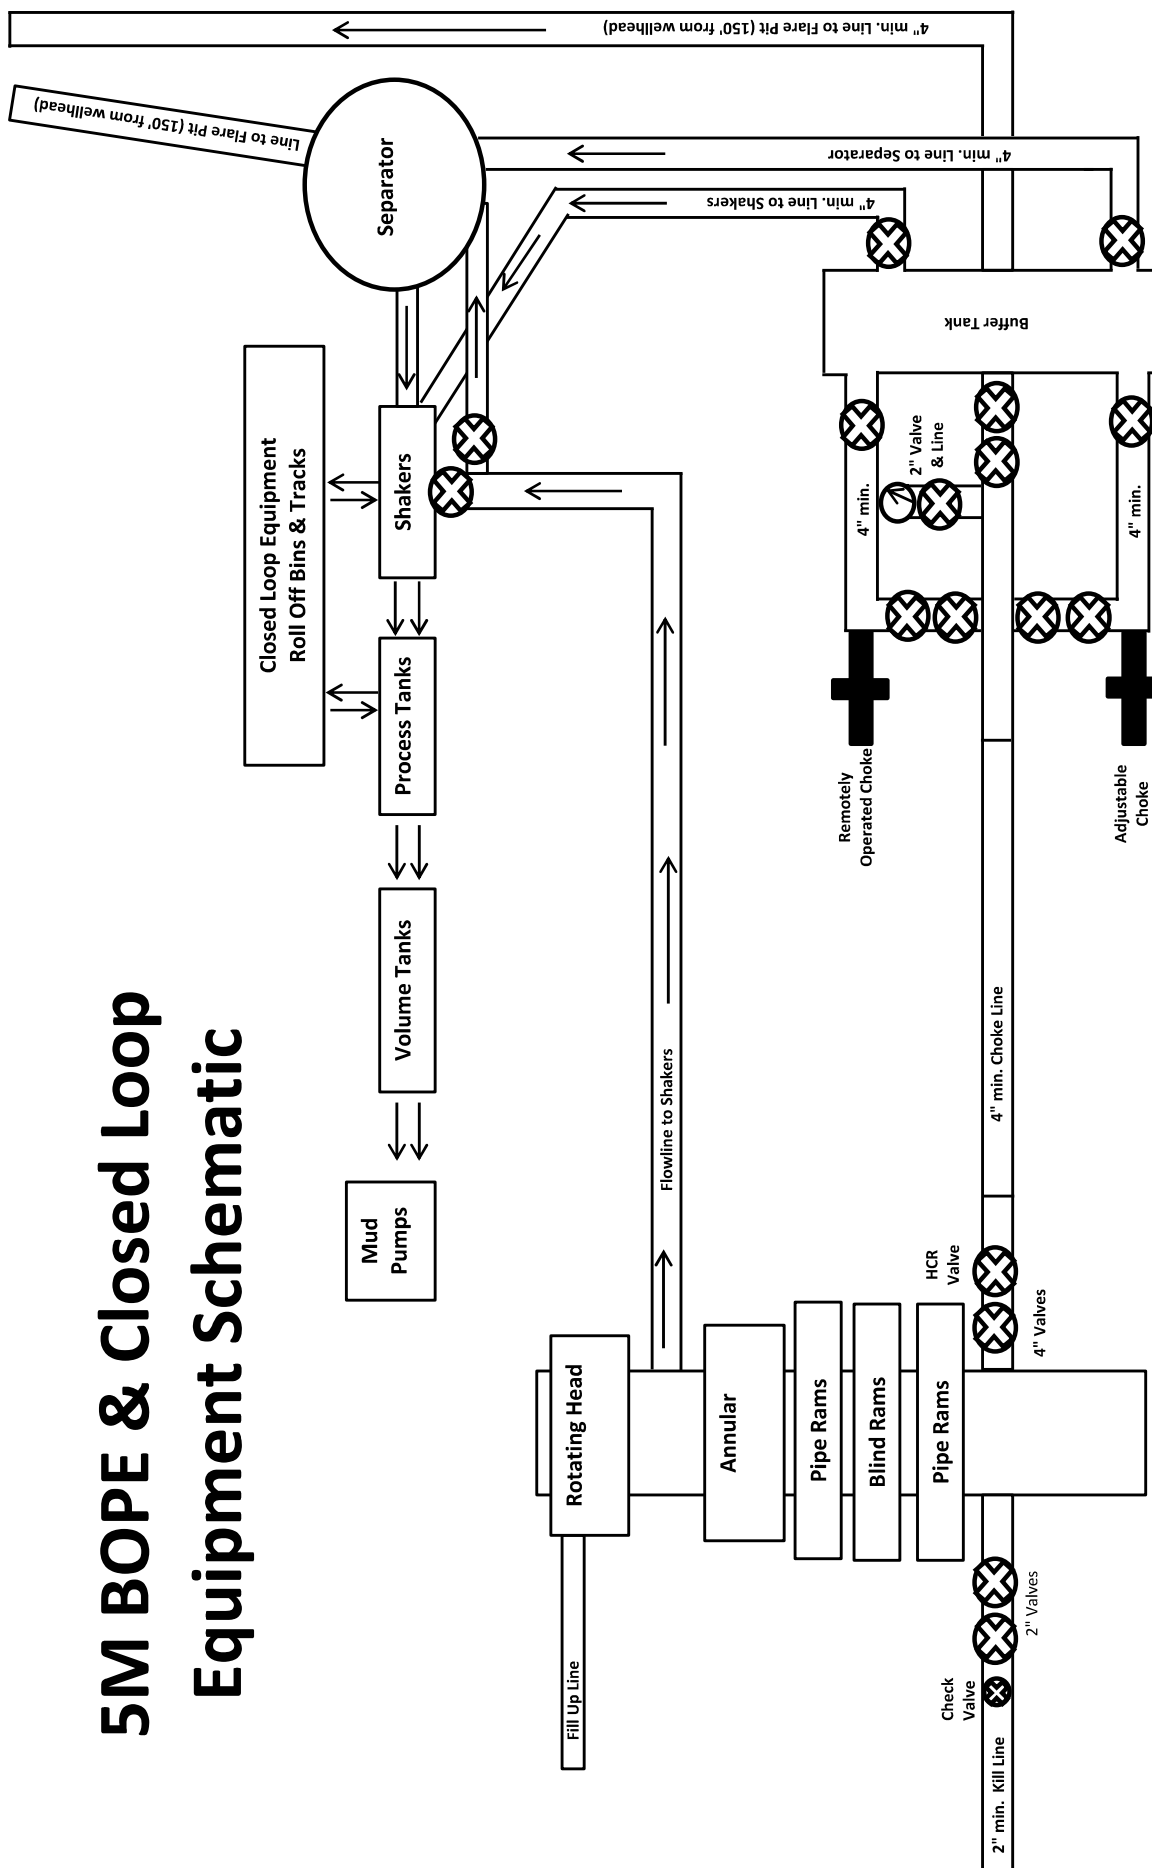 5M BOPE & Closed Loop
Equipment Schematic
Fill Up Line
Rotating Head
Annular
Pipe Rams
Blind Rams
Pipe Rams
Flowline to Shakers
Mud
Pumps
Volume Tanks
Process Tanks
Shakers
Closed Loop Equipment
Roll Off Bins & Tracks
Separator
Line to Flare Pit (150' from wellhead)
4" min. Line to Flare Pit (150' from wellhead)
4" min. Line to Separator
4" min. Line to Shakers
Buffer Tank
2" Valve
& Line
4" min.
4" min.
Remotely
Operated Choke
Adjustable
Choke
4" min. Choke Line
HCR
Valve
4" Valves
2" Valves
Check
Valve
2" min. Kill Line